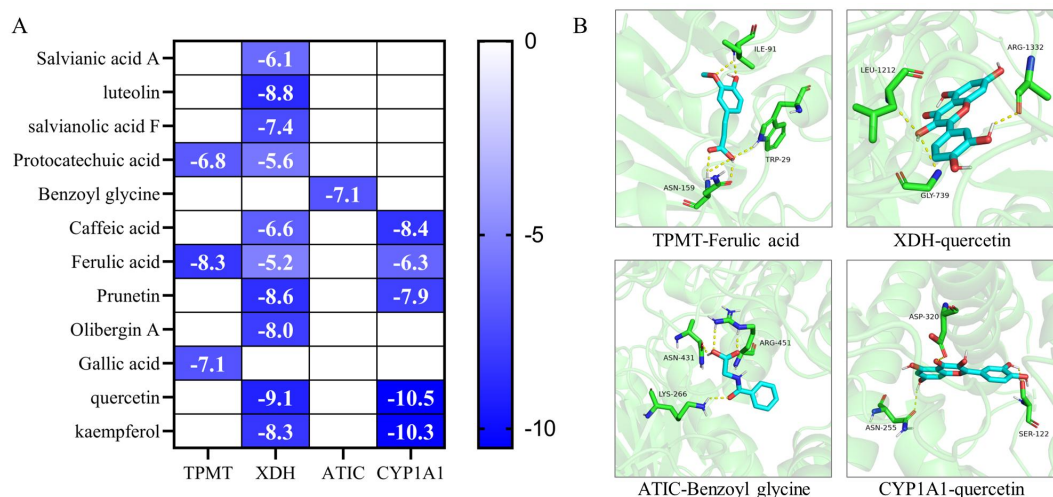 A
Salvianic acid A -6.1
luteolin -8.8
salvianolic acid F -7.4
Protocatechuic acid -6.8 -5.6
Benzoyl glycine -7.1
Caffeic acid -6.6 -8.4
Ferulic acid -8.3 -5.2 -6.3
Prunetin -8.6 -7.9
Olibergin A -8.0
Gallic acid -7.1
quercetin -9.1 -10.5
kaempferol -8.3 -10.3
TPMT XDH ATIC CYP1A1
0
-5
-10
B
ILE-91
TRP-29
ASN-159
TPMT-Ferulic acid
ARG-1332
LEU-1212
GLY-739
XDH-quercetin
ASN-431
ARG-451
LYS-266
ATIC-Benzoyl glycine
ASP-320
ASN-255
SER-122
CYP1A1-quercetin